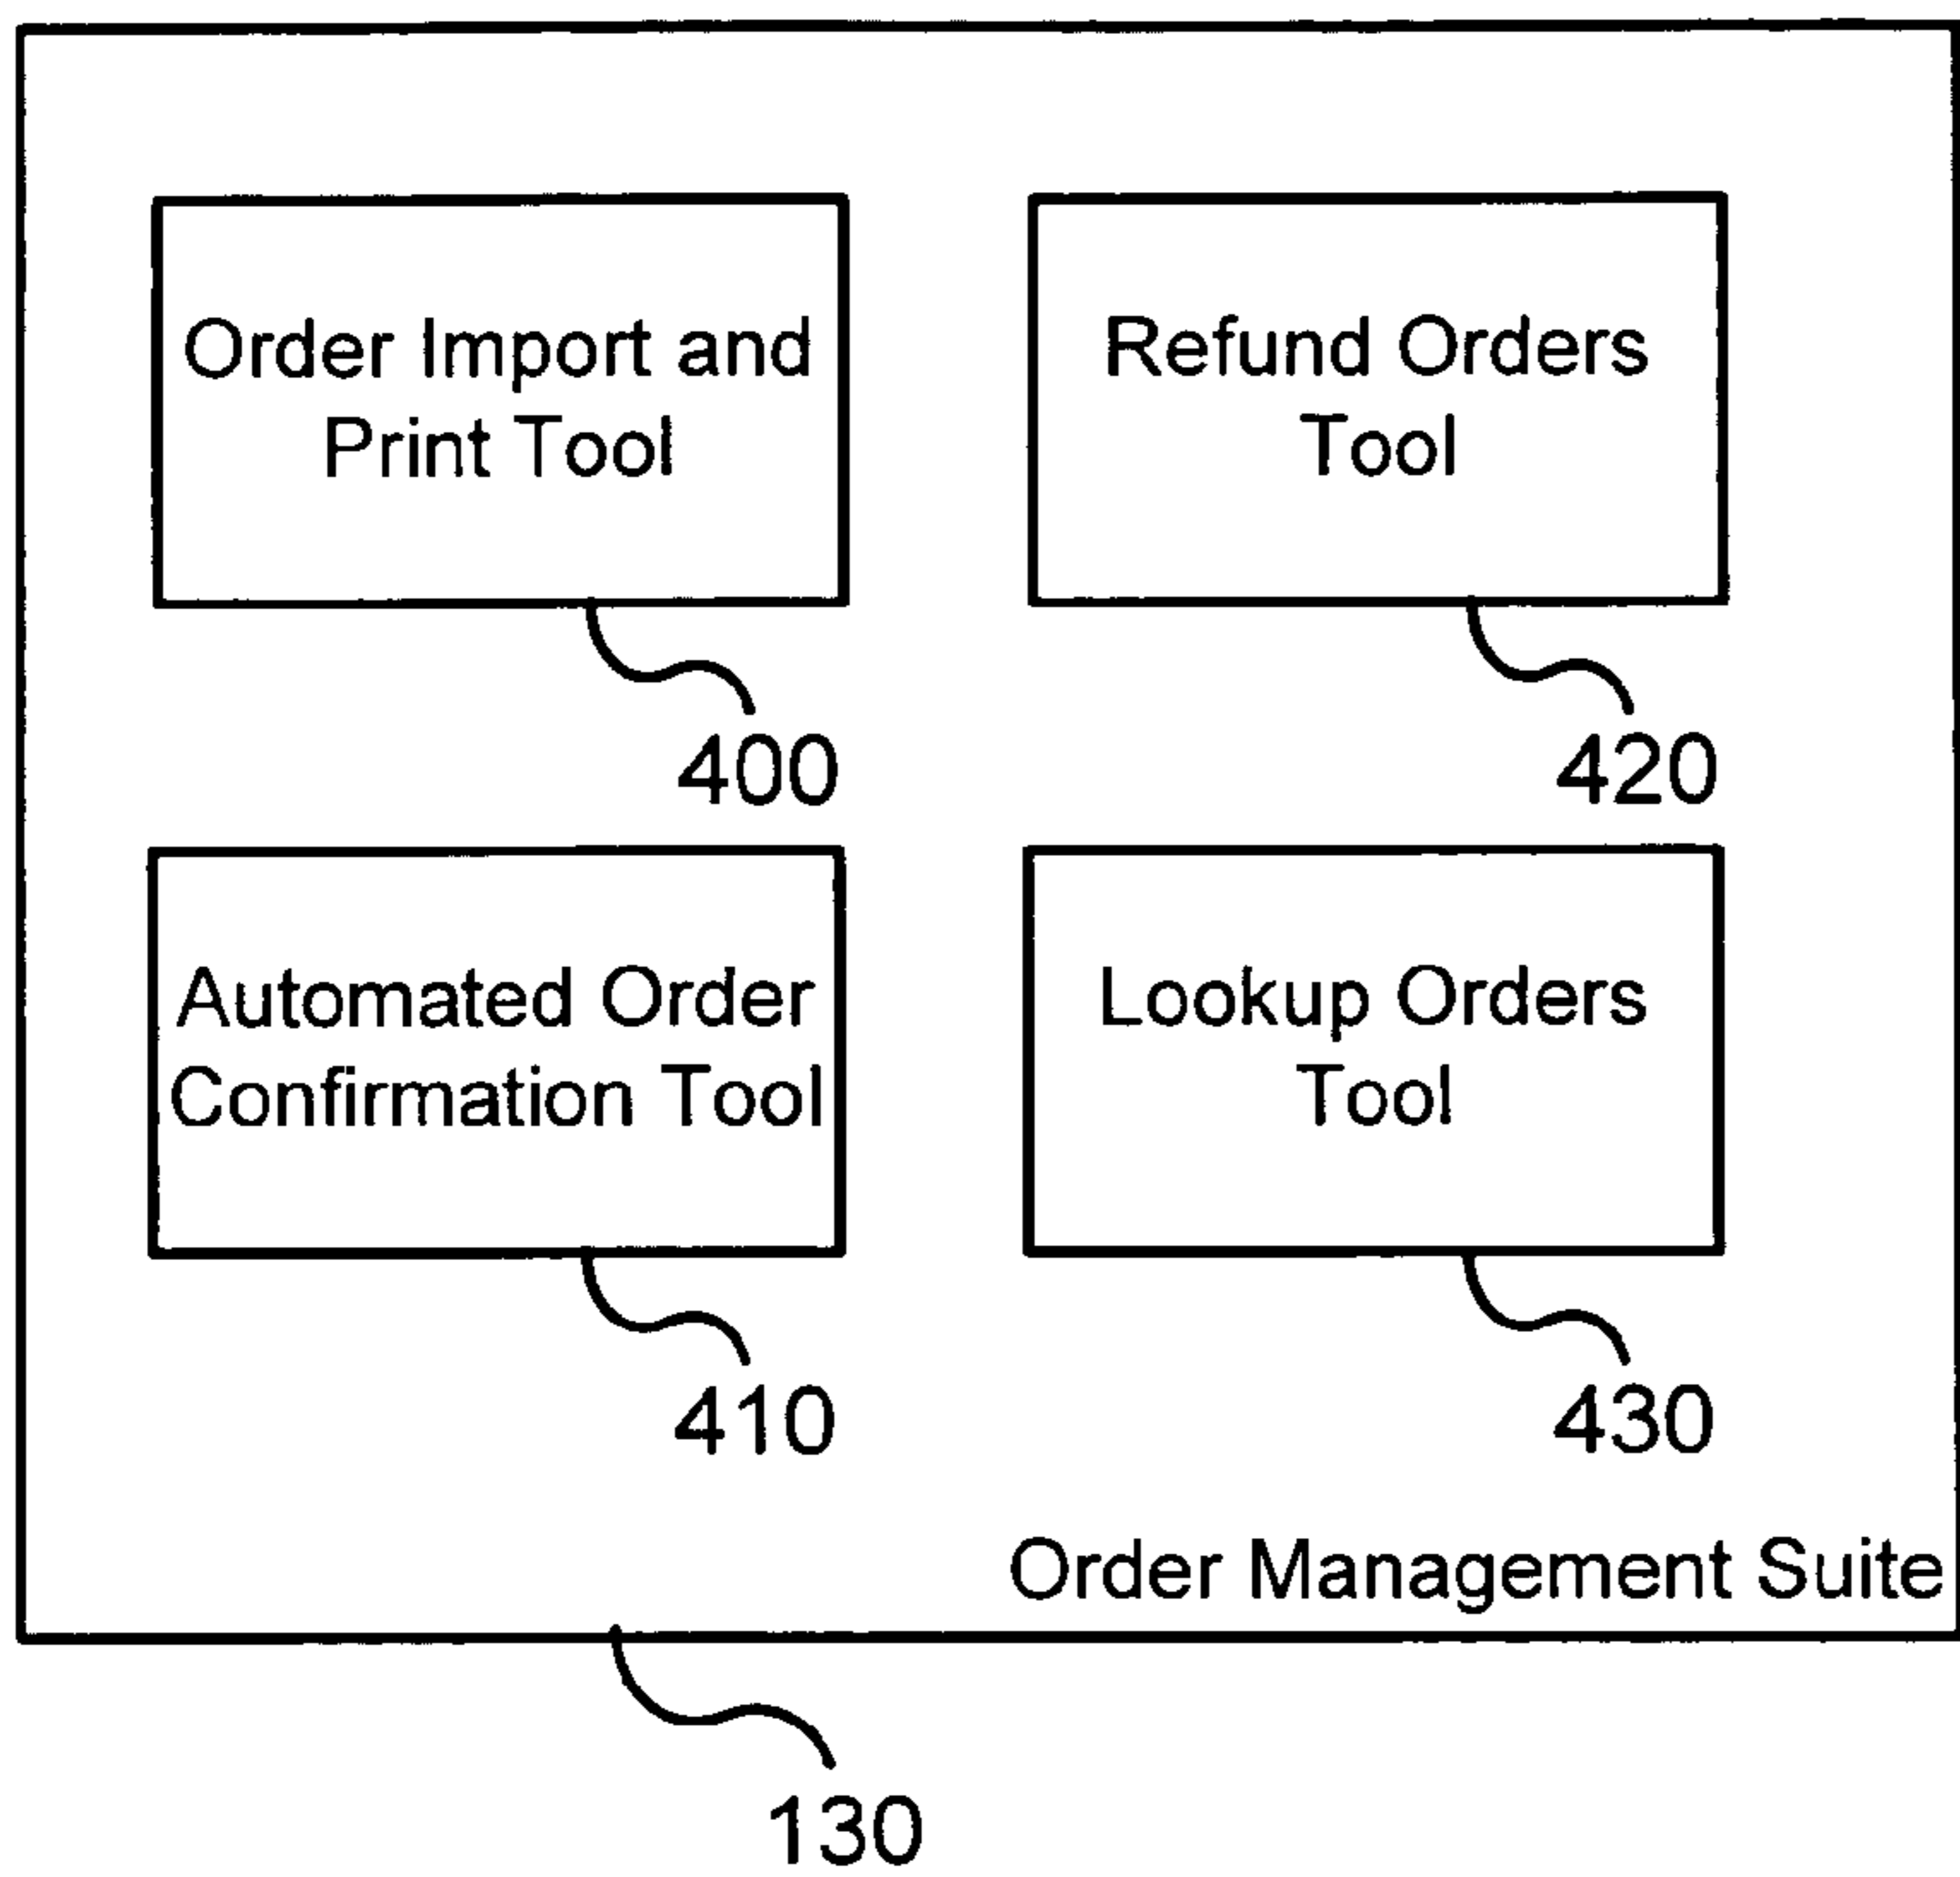 Order Import and
Print Tool
400
Refund Orders
Tool
420
Automated Order
Confirmation Tool
410
Lookup Orders
Tool
430
Order Management Suite
130